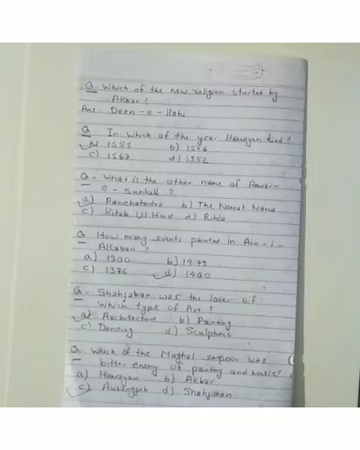 Q. Which of the new religion started by
Akbar?
Ans. Deen-e-Ilahi
Q In which of the year Humayun died?
a) 1555 b) 1556
c) 1567 d) 1552
Q- What is the other name of Anwar-
e-Suhaili?
a) Panchatantra b) The Nemat Nama
c) Kitab Ul Hind d) Rihla
Q. How many events painted in Ain-i-
Akbari?
a) 1300 b) 1479
c) 1376 d) 1400
Q- Shahjahan was the lover of
Which type of Art?
a) Architecture b) Painting
c) Dancing d) Sculpture
Q. Which of the Mughal emperor was
bitter enemy of painting and music?
a) Humayun b) Akbar
c) Aurangzeb d) Shahjahan